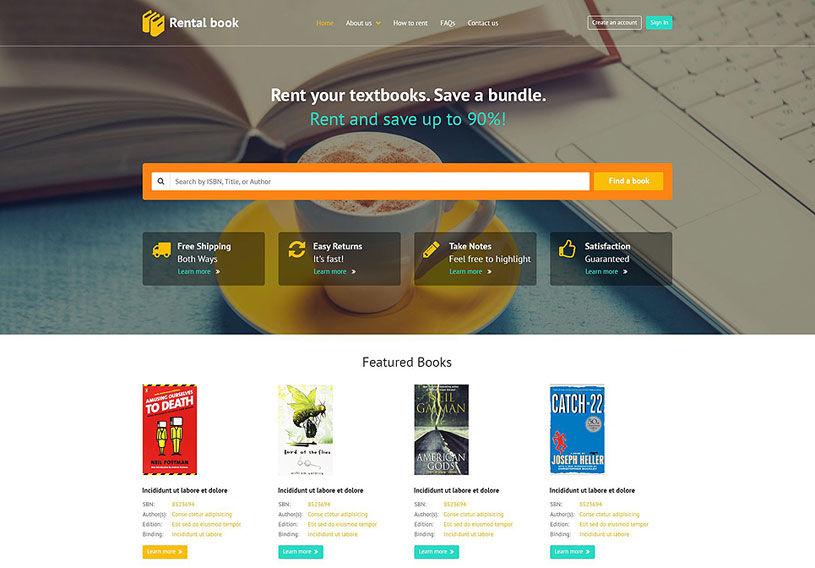 Rental book
Home
About us
How to rent
FAQs
Contact us
Create an account
Sign in
Rent your textbooks. Save a bundle.
Rent and save up to 90%!
Search by ISBN, Title, or Author
Find a book
Free Shipping
Both Ways
Learn more »
Easy Returns
It's fast!
Learn more »
Take Notes
Feel free to highlight
Learn more »
Satisfaction
Guaranteed
Learn more »
Featured Books
AMUSING OURSELVES
TO DEATH
NEIL POSTMAN
lord of the flies
william golding
NEIL
GAIMAN
AMERICAN
GODS
CATCH-22
A NOVEL BY
JOSEPH HELLER
Incididunt ut labore et dolore
SBN: 8523694
Author(s): Conse ctetur adipisicing
Edition: Elit sed do eiusmod tempor
Binding: Incididunt ut labore
Learn more »
Incididunt ut labore et dolore
SBN: 8523694
Author(s): Conse ctetur adipisicing
Edition: Elit sed do eiusmod tempor
Binding: Incididunt ut labore
Learn more »
Incididunt ut labore et dolore
SBN: 8523694
Author(s): Conse ctetur adipisicing
Edition: Elit sed do eiusmod tempor
Binding: Incididunt ut labore
Learn more »
Incididunt ut labore et dolore
SBN: 8523694
Author(s): Conse ctetur adipisicing
Edition: Elit sed do eiusmod tempor
Binding: Incididunt ut labore
Learn more »